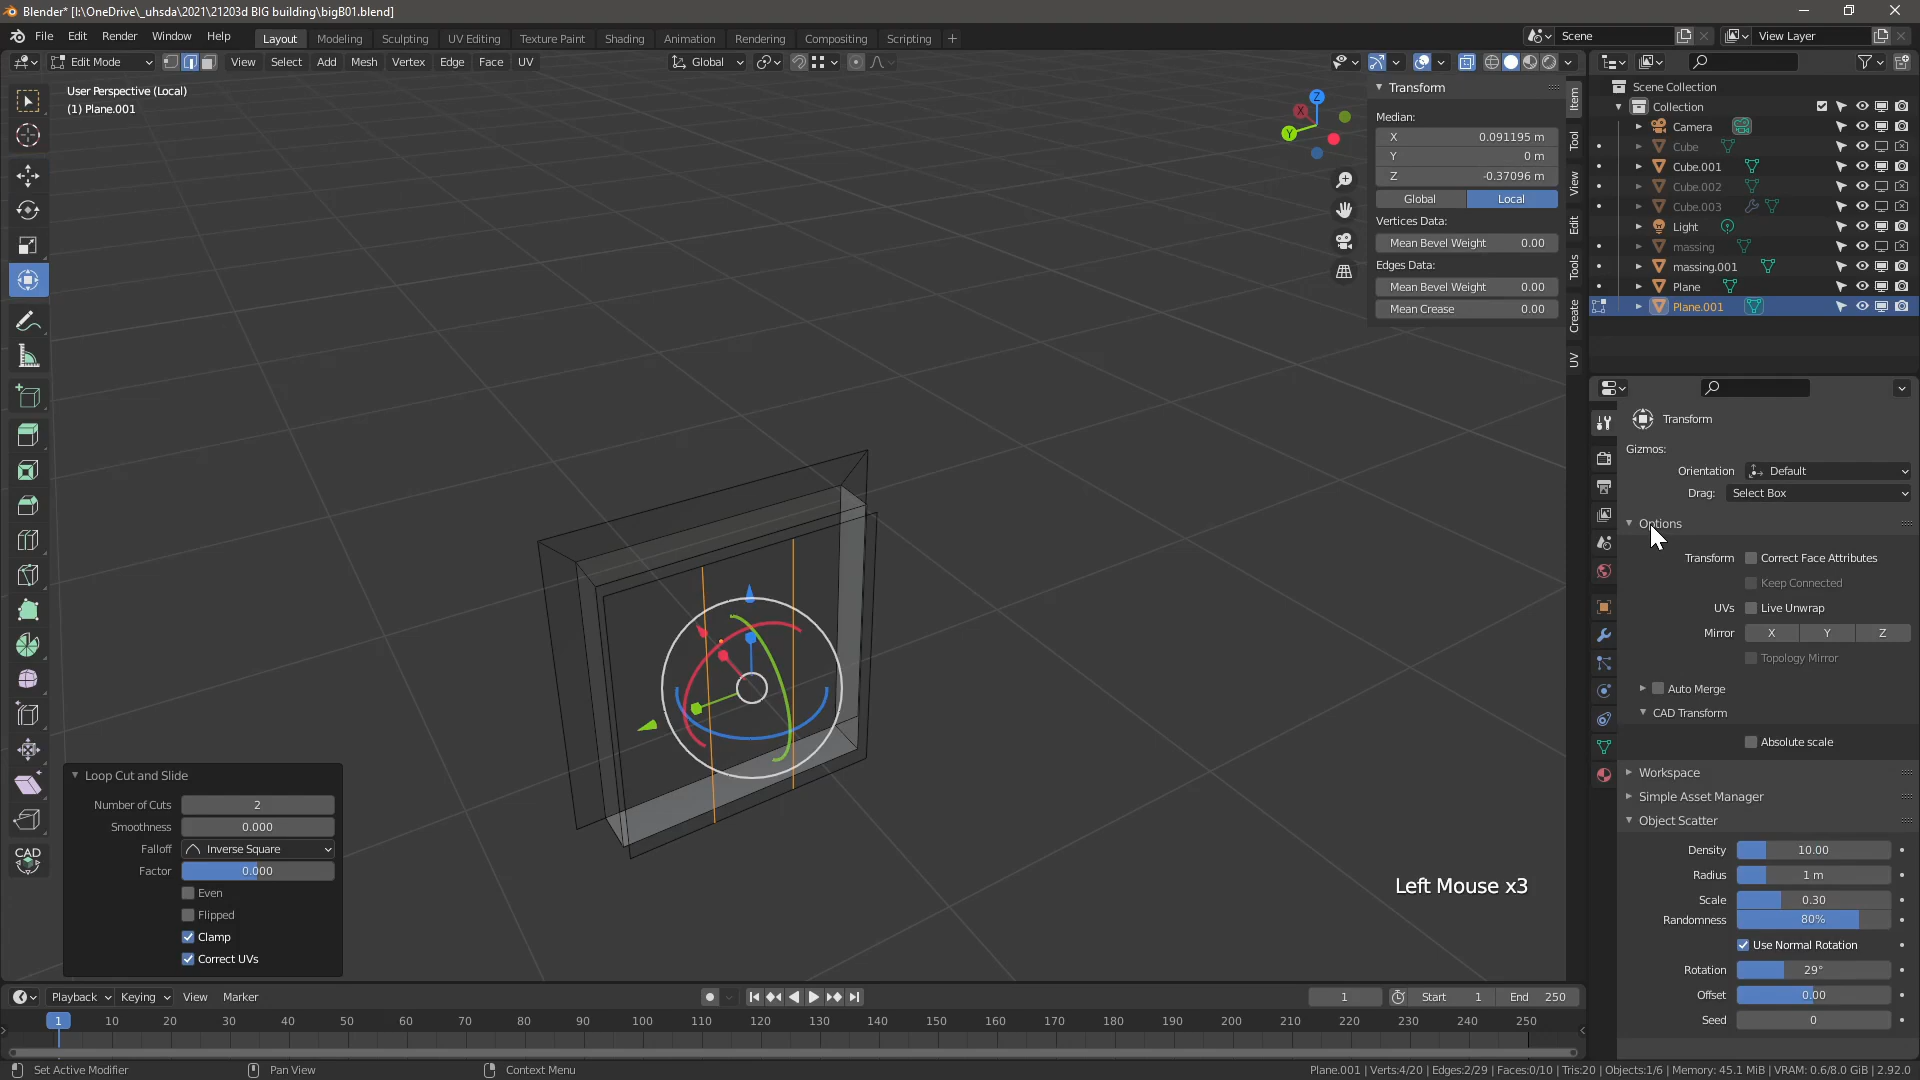 Blender* [I:\OneDrive\_uhsda\2021\21203d BIG building\bigB01.blend]
File Edit Render Window Help Layout Modeling Sculpting UV Editing Texture Paint Shading Animation Rendering Compositing Scripting + Scene View Layer
Edit Mode View Select Add Mesh Vertex Edge Face UV Global
User Perspective (Local)
(1) Plane.001
Transform
Median:
X 0.091195 m
Y 0 m
Z -0.37096 m
Global Local
Vertices Data:
Mean Bevel Weight 0.00
Edges Data:
Mean Bevel Weight 0.00
Mean Crease 0.00
Item
Tool
View
Edit
Tools
Create
UV
X
Y
Z
Scene Collection
Collection
Camera
Cube
Cube.001
Cube.002
Cube.003
Light
massing
massing.001
Plane
Plane.001
Transform
Gizmos:
Orientation Default
Drag: Select Box
Options
Transform Correct Face Attributes
Keep Connected
UVs Live Unwrap
Mirror X Y Z
Topology Mirror
Auto Merge
CAD Transform
Absolute scale
Workspace
Simple Asset Manager
Object Scatter
Density 10.00
Radius 1 m
Scale 0.30
Randomness 80%
Use Normal Rotation
Rotation 29°
Offset 0.00
Seed 0
CAD
Loop Cut and Slide
Number of Cuts 2
Smoothness 0.000
Falloff Inverse Square
Factor 0.000
Even
Flipped
Clamp
Correct UVs
Left Mouse x3
Playback Keying View Marker 1 Start 1 End 250
1 10 20 30 40 50 60 70 80 90 100 110 120 130 140 150 160 170 180 190 200 210 220 230 240 250
Set Active Modifier Pan View Context Menu Plane.001 | Verts:4/20 | Edges:2/29 | Faces:0/10 | Tris:20 | Objects:1/6 | Memory: 45.1 MiB | VRAM: 0.6/8.0 GiB | 2.92.0